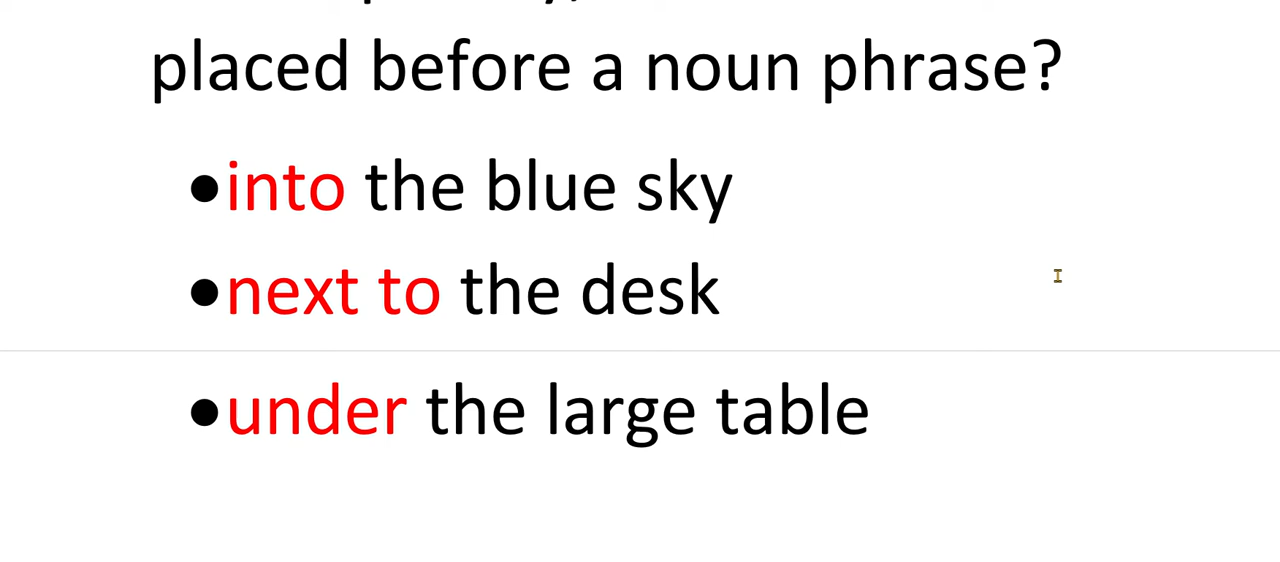 placed before a noun phrase?
•into the blue sky
•next to the desk
•under the large table